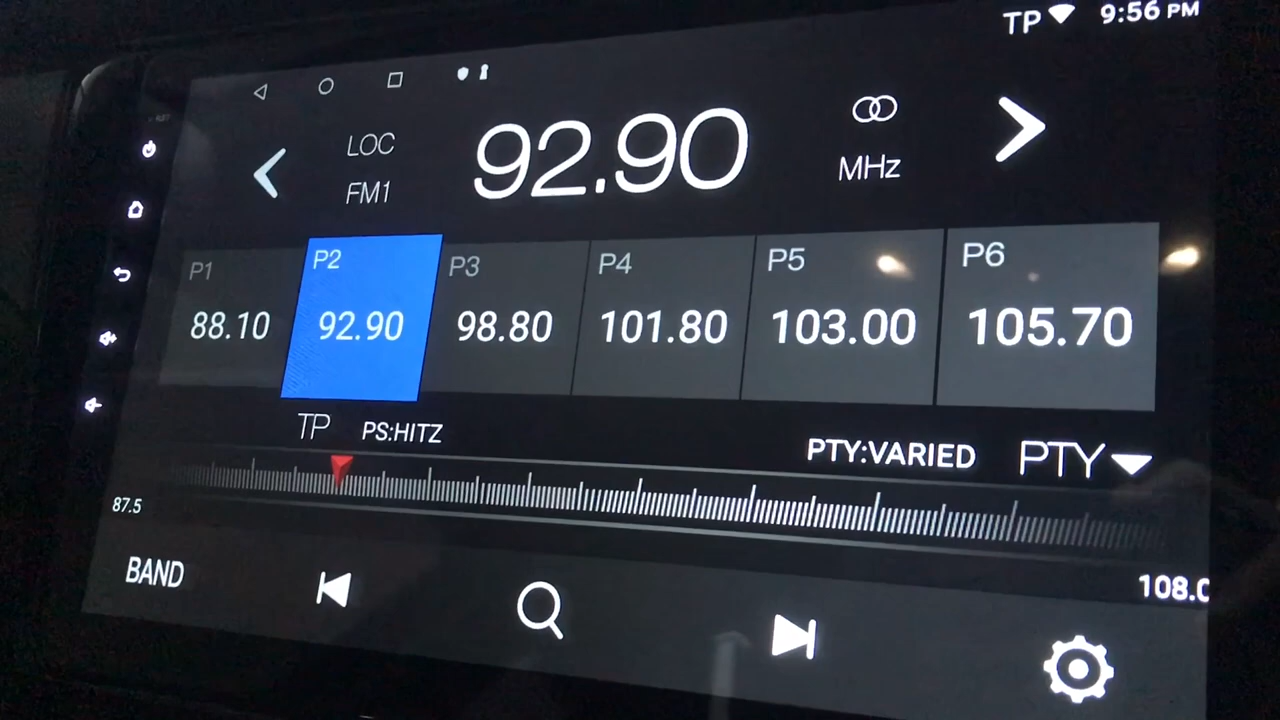 TP 9:56 PM
LOC
FM1
92.90
MHz
P1
88.10
P2
92.90
P3
98.80
P4
101.80
P5
103.00
P6
105.70
TP PS:HITZ
PTY:VARIED PTY
87.5
108.0
BAND